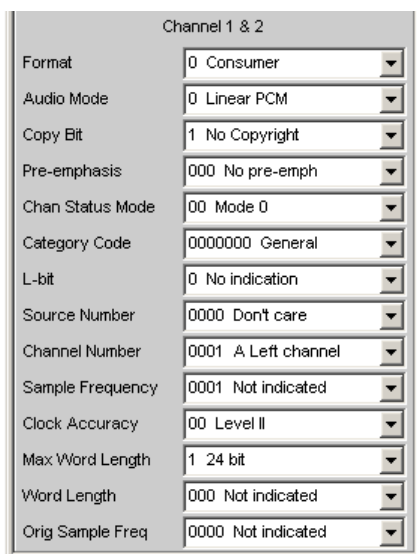 Channel 1 & 2
Format 0 Consumer
Audio Mode 0 Linear PCM
Copy Bit 1 No Copyright
Pre-emphasis 000 No pre-emph
Chan Status Mode 00 Mode 0
Category Code 0000000 General
L-bit 0 No indication
Source Number 0000 Don't care
Channel Number 0001 A Left channel
Sample Frequency 0001 Not indicated
Clock Accuracy 00 Level II
Max Word Length 1 24 bit
Word Length 000 Not indicated
Orig Sample Freq 0000 Not indicated